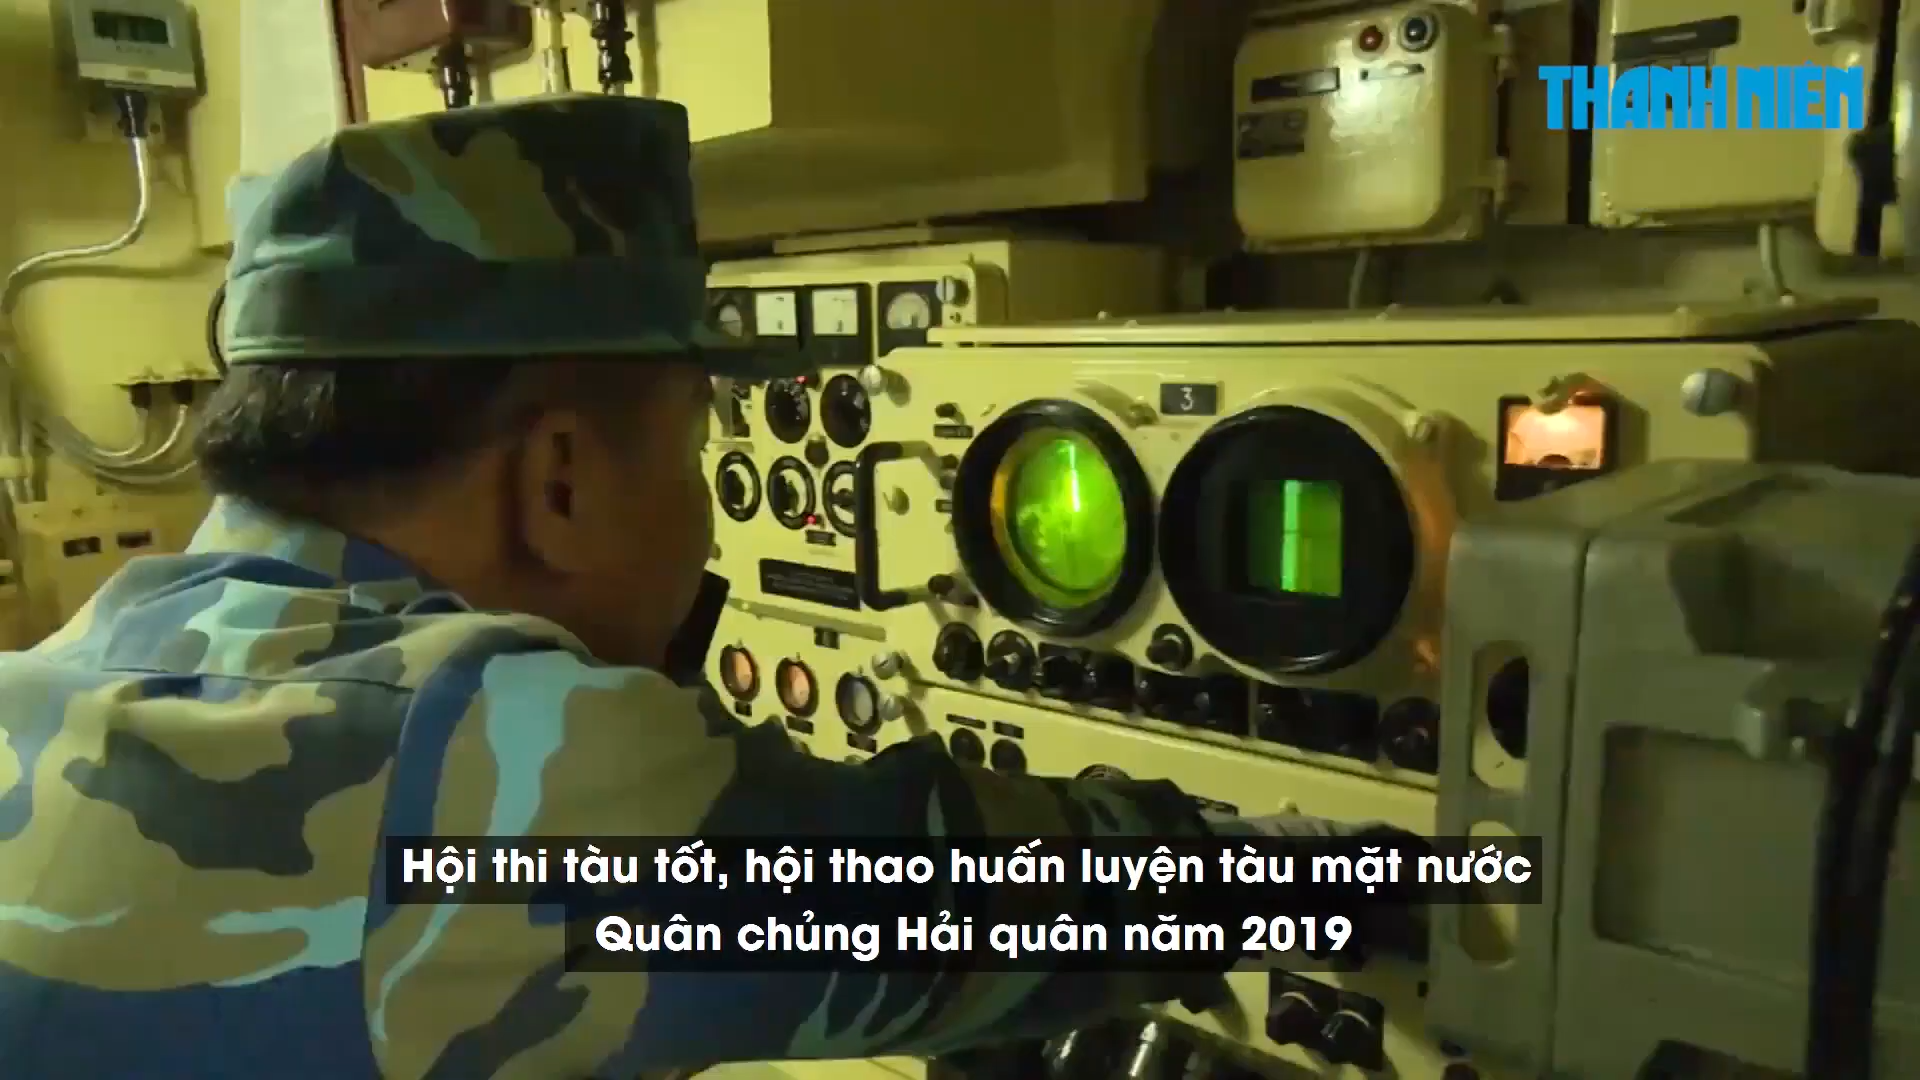 THANH NIÊN
3
Hội thi tàu tốt, hội thao huấn luyện tàu mặt nước
Quân chủng Hải quân năm 2019